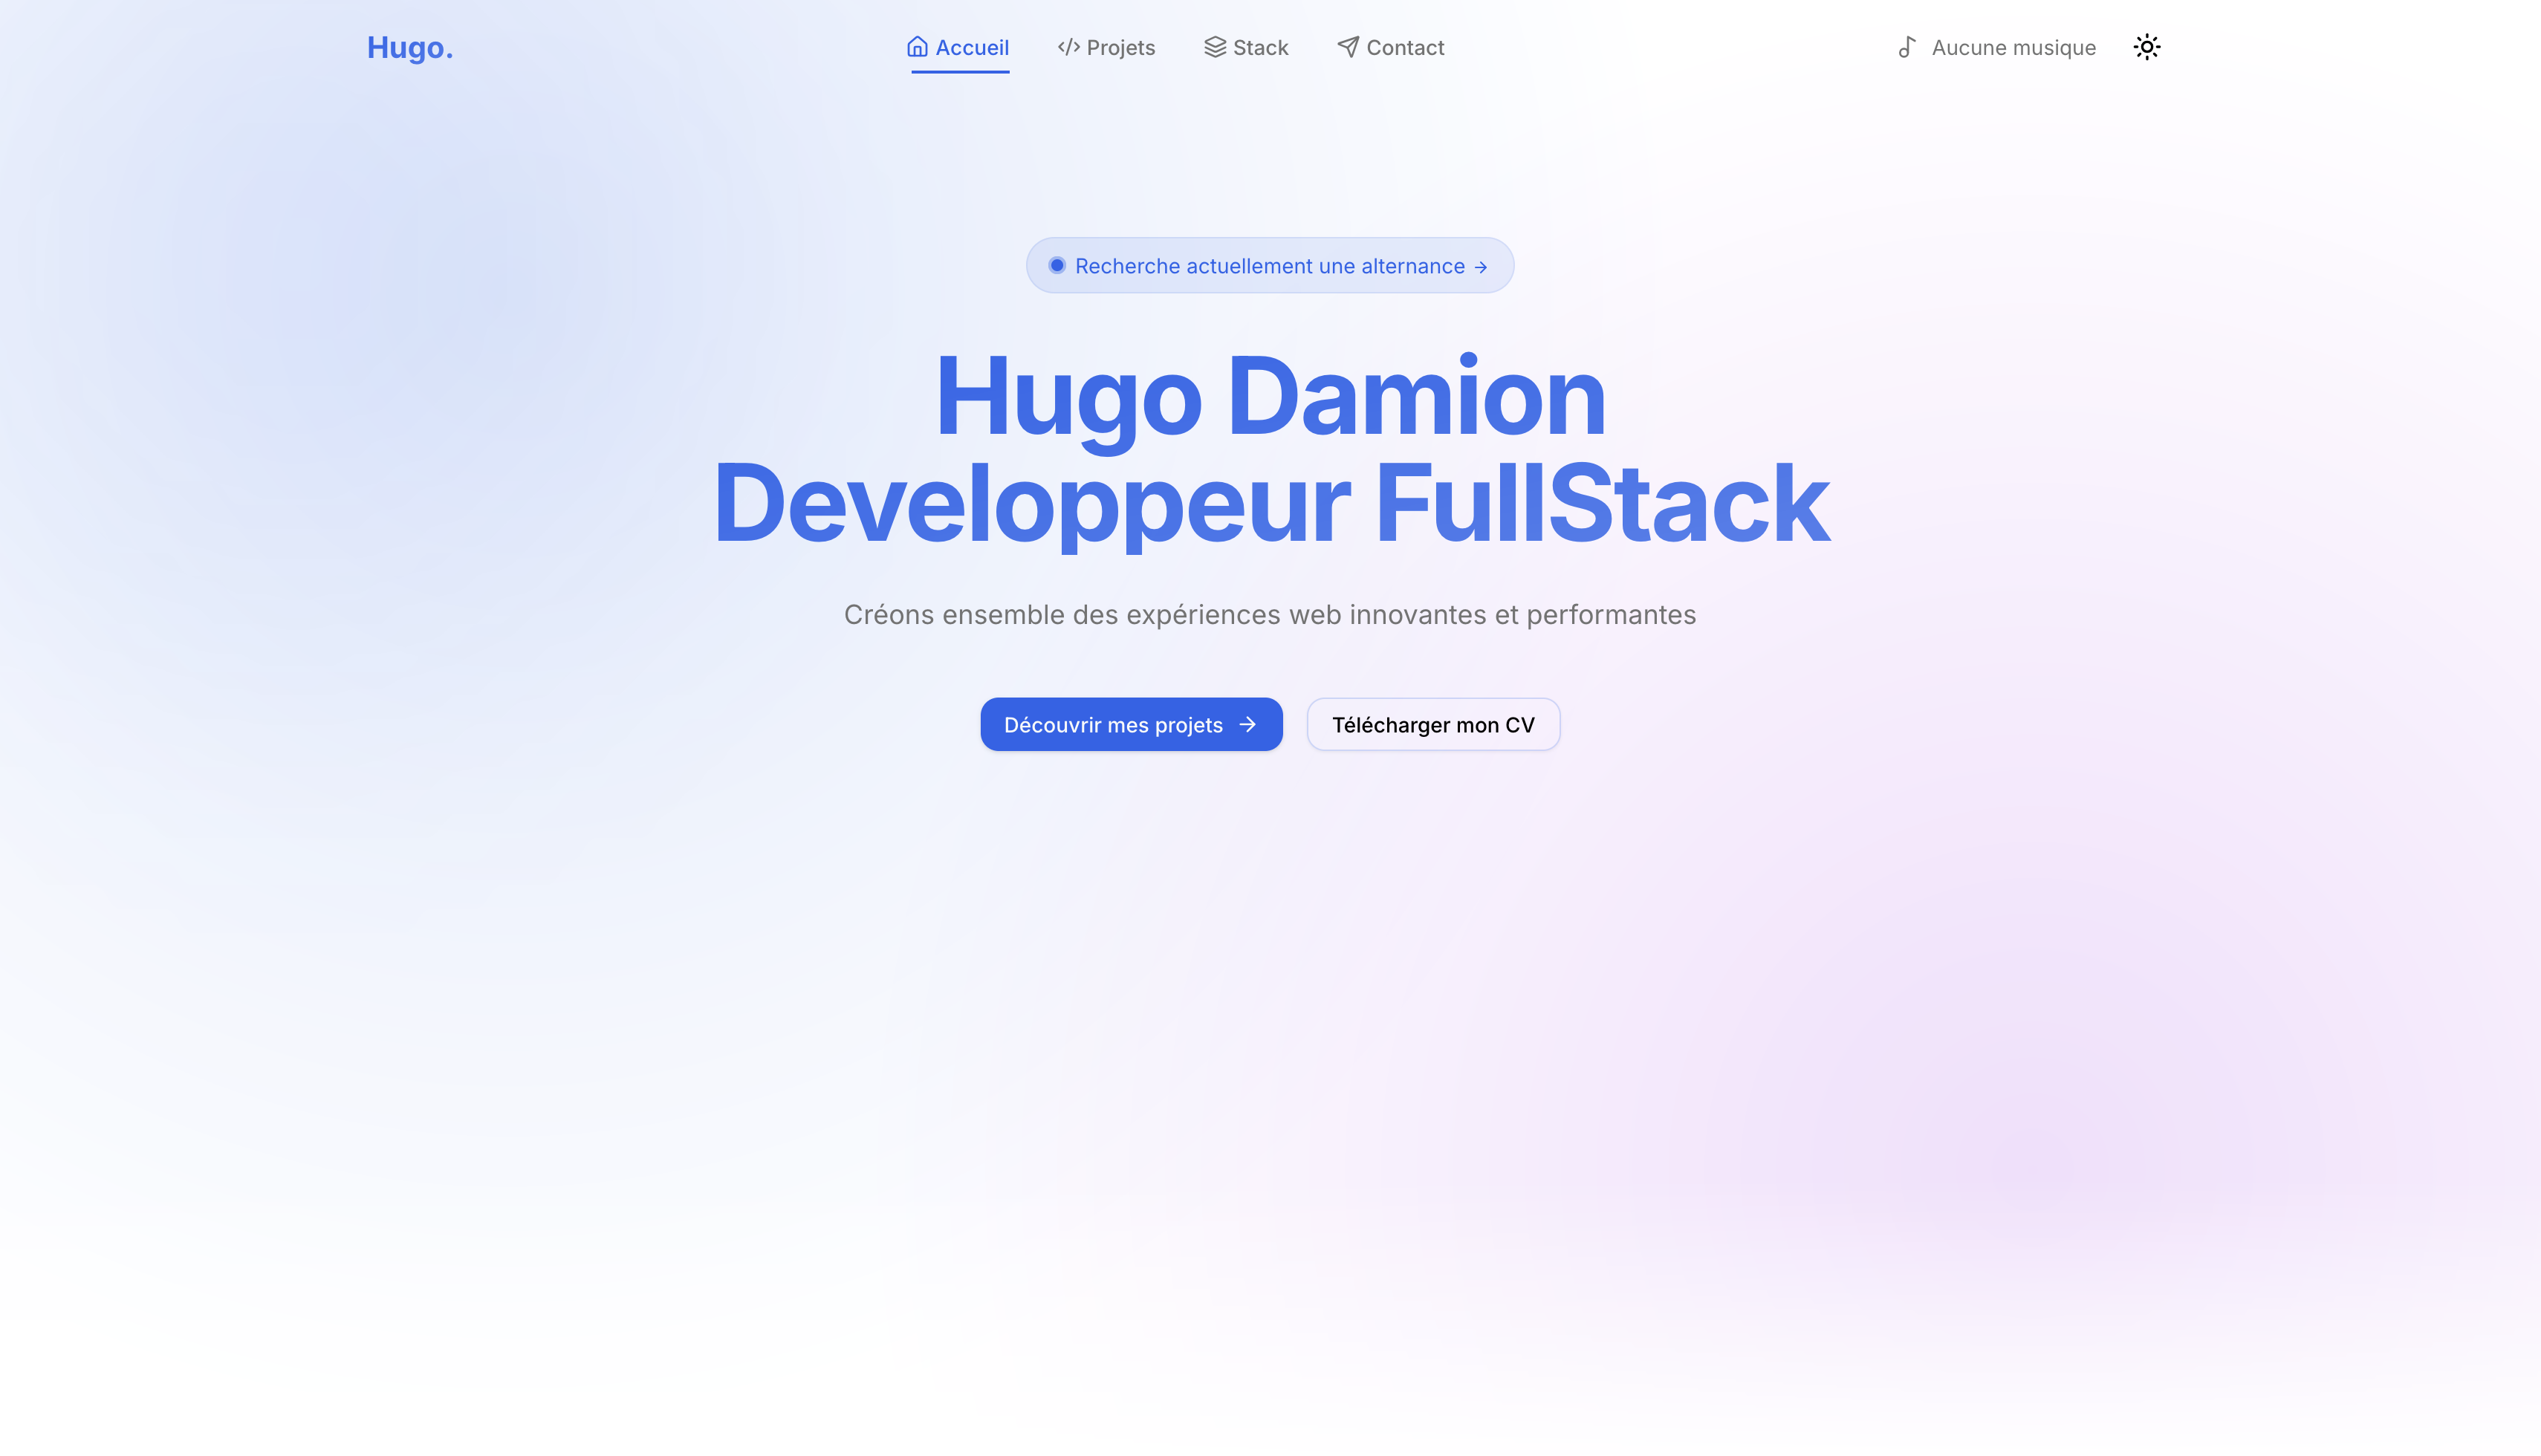 Hugo.
Accueil
Projets
Stack
Contact
Aucune musique
Recherche actuellement une alternance →
Hugo Damion
Developpeur FullStack
Créons ensemble des expériences web innovantes et performantes
Découvrir mes projets →
Télécharger mon CV